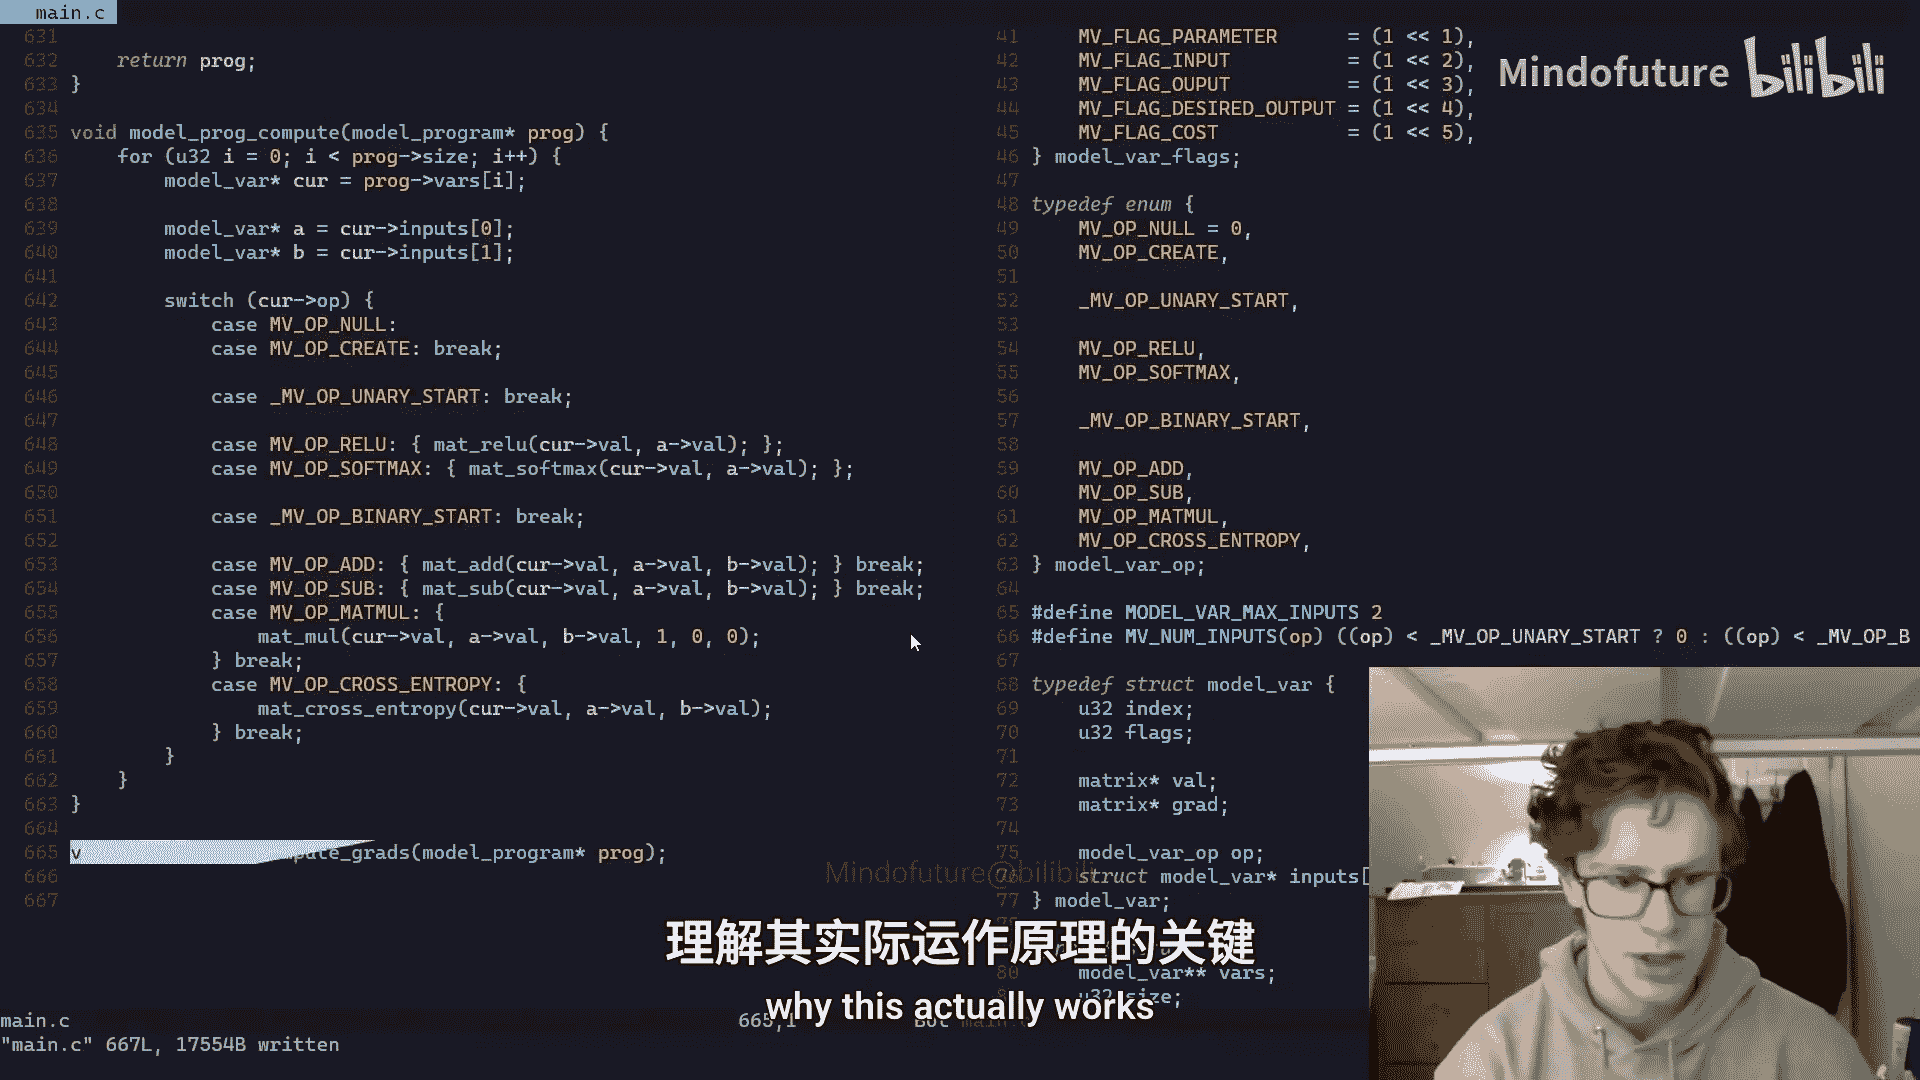 main.c
631
632     return prog;
633 }
634
635 void model_prog_compute(model_program* prog) {
636     for (u32 i = 0; i < prog->size; i++) {
637         model_var* cur = prog->vars[i];
638
639         model_var* a = cur->inputs[0];
640         model_var* b = cur->inputs[1];
641
642         switch (cur->op) {
643             case MV_OP_NULL:
644             case MV_OP_CREATE: break;
645
646             case _MV_OP_UNARY_START: break;
647
648             case MV_OP_RELU: { mat_relu(cur->val, a->val); };
649             case MV_OP_SOFTMAX: { mat_softmax(cur->val, a->val); };
650
651             case _MV_OP_BINARY_START: break;
652
653             case MV_OP_ADD: { mat_add(cur->val, a->val, b->val); } break;
654             case MV_OP_SUB: { mat_sub(cur->val, a->val, b->val); } break;
655             case MV_OP_MATMUL: {
656                 mat_mul(cur->val, a->val, b->val, 1, 0, 0);
657             } break;
658             case MV_OP_CROSS_ENTROPY: {
659                 mat_cross_entropy(cur->val, a->val, b->val);
660             } break;
661         }
662     }
663 }
664
665 v pute_grads(model_program* prog);
666
667
41     MV_FLAG_PARAMETER      = (1 << 1),
42     MV_FLAG_INPUT          = (1 << 2),
43     MV_FLAG_OUPUT          = (1 << 3),
44     MV_FLAG_DESIRED_OUTPUT = (1 << 4),
45     MV_FLAG_COST           = (1 << 5),
46 } model_var_flags;
47
48 typedef enum {
49     MV_OP_NULL = 0,
50     MV_OP_CREATE,
51
52     _MV_OP_UNARY_START,
53
54     MV_OP_RELU,
55     MV_OP_SOFTMAX,
56
57     _MV_OP_BINARY_START,
58
59     MV_OP_ADD,
60     MV_OP_SUB,
61     MV_OP_MATMUL,
62     MV_OP_CROSS_ENTROPY,
63 } model_var_op;
64
65 #define MODEL_VAR_MAX_INPUTS 2
66 #define MV_NUM_INPUTS(op) ((op) < _MV_OP_UNARY_START ? 0 : ((op) < _MV_OP_B
67
68 typedef struct model_var {
69     u32 index;
70     u32 flags;
71
72     matrix* val;
73     matrix* grad;
74
75     model_var_op op;
76     struct model_var* inputs[
77 } model_var;
80     model_var** vars;
u32 size;
Mindofuture bilibili
Mindofuture@bilibili
理解其实际运作原理的关键
why this actually works
main.c 665,1 Bot main.c
"main.c" 667L, 17554B written